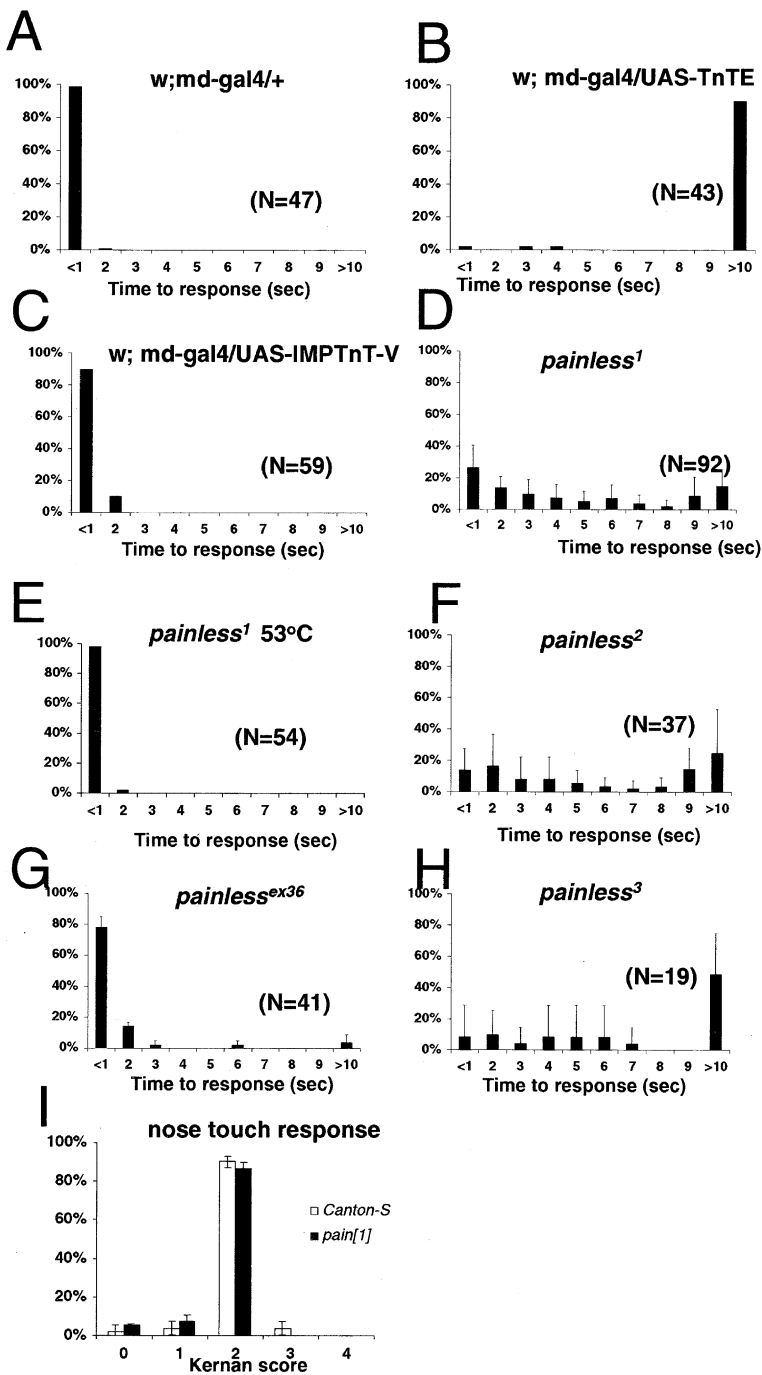 A
w;md-gal4/+
100%
80%
60%
40%
20%
0%
(N=47)
<1 2 3 4 5 6 7 8 9 >10
Time to response (sec)
B
w; md-gal4/UAS-TnTE
100%
80%
60%
40%
20%
0%
(N=43)
<1 2 3 4 5 6 7 8 9 >10
Time to response (sec)
C
w; md-gal4/UAS-IMPTnT-V
100%
80%
60%
40%
20%
0%
(N=59)
<1 2 3 4 5 6 7 8 9 >10
Time to response (sec)
D
painless1
100%
80%
60%
40%
20%
0%
(N=92)
<1 2 3 4 5 6 7 8 9 >10
Time to response (sec)
E
painless1 53oC
100%
80%
60%
40%
20%
0%
(N=54)
<1 2 3 4 5 6 7 8 9 >10
Time to response (sec)
F
painless2
100%
80%
60%
40%
20%
0%
(N=37)
<1 2 3 4 5 6 7 8 9 >10
Time to response (sec)
G
painlessex36
100%
80%
60%
40%
20%
0%
(N=41)
<1 2 3 4 5 6 7 8 9 >10
Time to response (sec)
H
painless3
100%
80%
60%
40%
20%
0%
(N=19)
<1 2 3 4 5 6 7 8 9 >10
Time to response (sec)
I
nose touch response
100%
80%
60%
40%
20%
0%
Canton-S
pain[1]
0 1 2 3 4
Kernan score